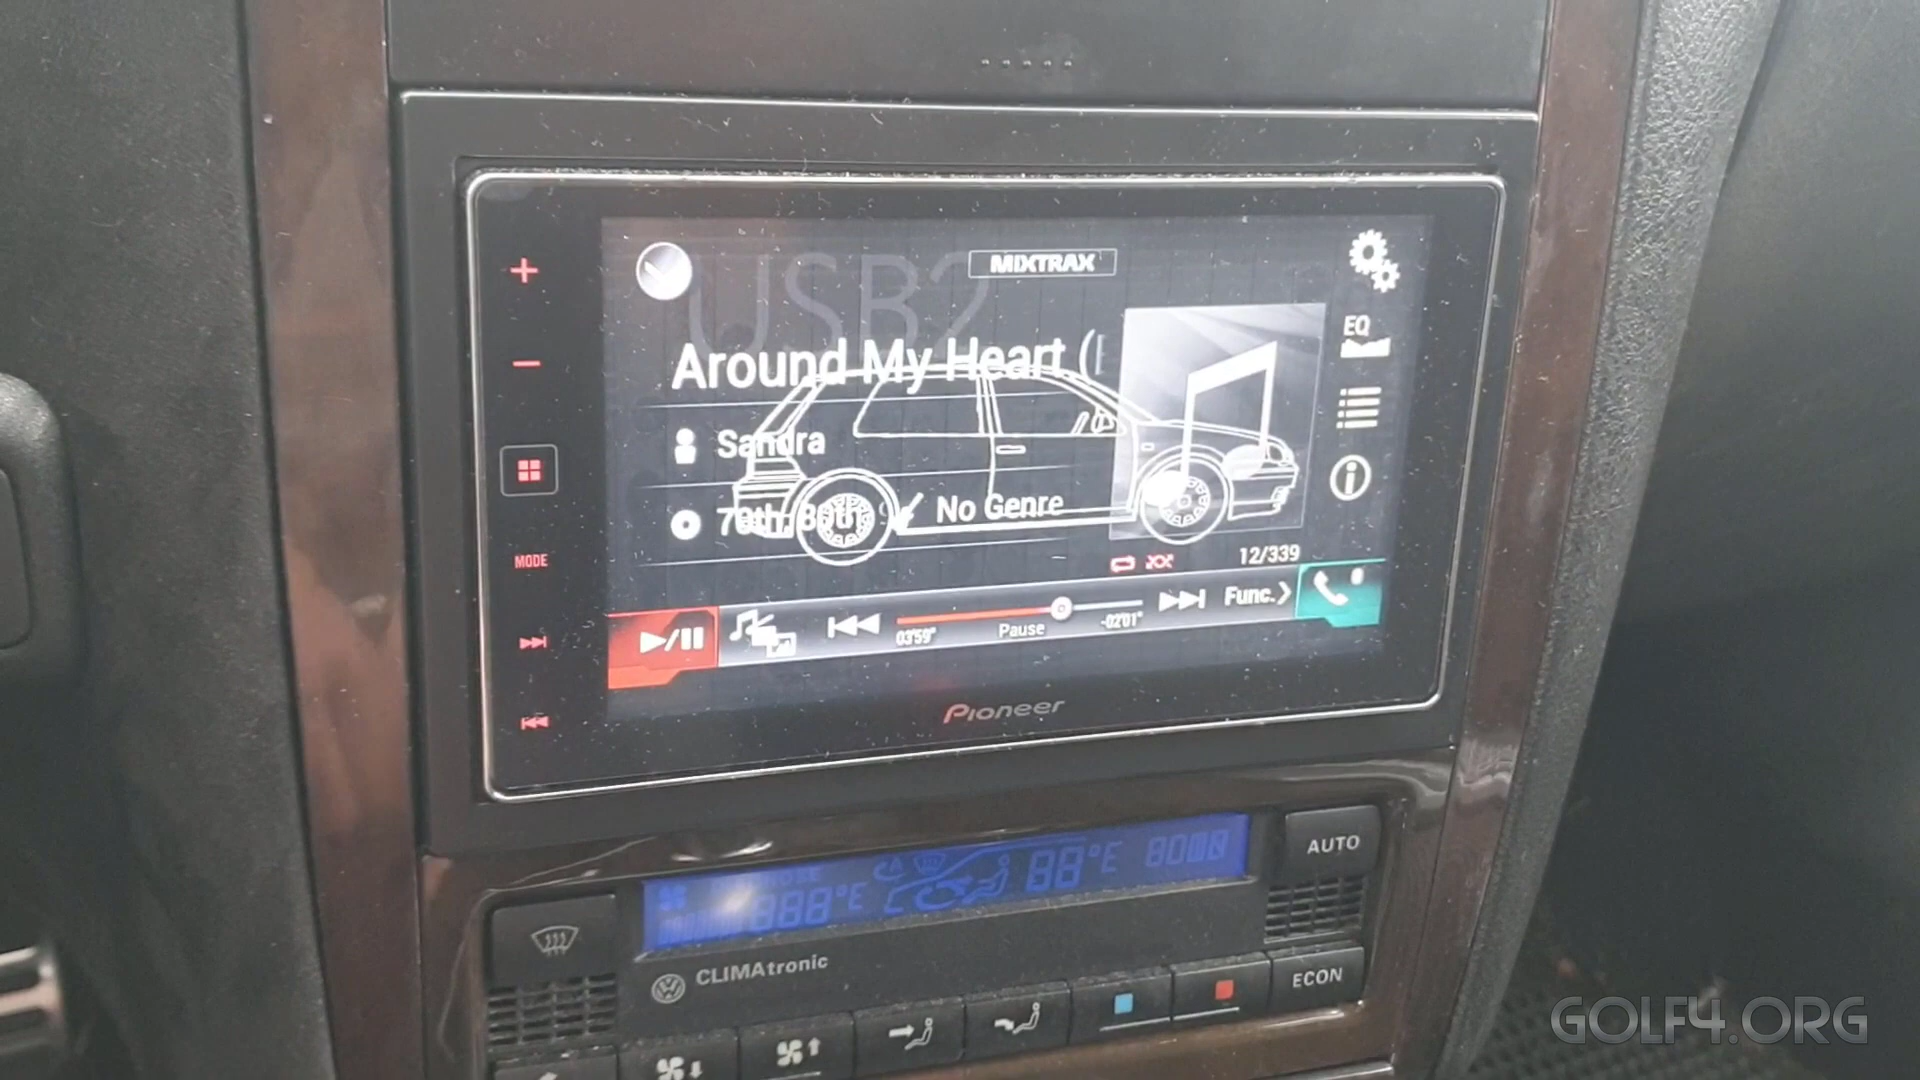 USB2
MIXTRAX
Around My Heart (
EQ
Sandra
No Genre
12/339
03'59"
Pause
-02'01"
Func.
MODE
Pioneer
AUTO
CLIMAtronic
ECON
GOLF4.ORG